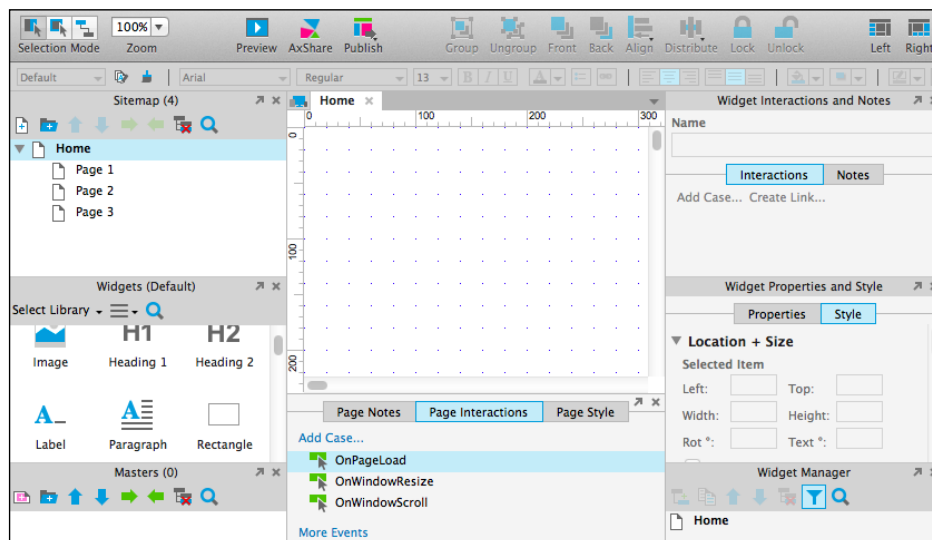 100%
Selection Mode Zoom Preview AxShare Publish Group Ungroup Front Back Align Distribute Lock Unlock Left Right
Default Arial Regular 13 B I U A
Sitemap (4)
Home
Page 1
Page 2
Page 3
Widgets (Default)
Select Library
H1 H2
Image Heading 1 Heading 2
A_ A
Label Paragraph Rectangle
Masters (0)
Home
0 100 200 300
0
100
200
Page Notes Page Interactions Page Style
Add Case...
OnPageLoad
OnWindowResize
OnWindowScroll
More Events
Widget Interactions and Notes
Name
Interactions Notes
Add Case... Create Link...
Widget Properties and Style
Properties Style
Location + Size
Selected Item
Left: Top:
Width: Height:
Rot °: Text °:
Widget Manager
Home